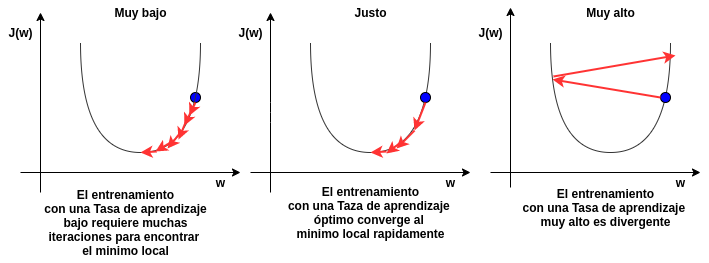 Muy bajo
J(w)
w
El entrenamiento
con una Tasa de aprendizaje
bajo requiere muchas
iteraciones para encontrar
el minimo local
Justo
J(w)
w
El entrenamiento
con una Taza de aprendizaje
óptimo converge al
minimo local rapidamente
Muy alto
J(w)
w
El entrenamiento
con una Tasa de aprendizaje
muy alto es divergente